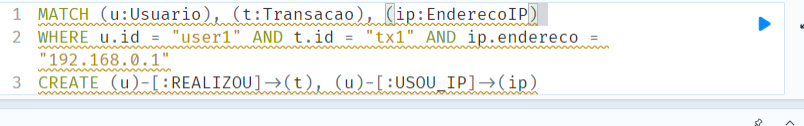 1 MATCH (u:Usuario), (t:Transacao), (ip:EnderecoIP)
2 WHERE u.id = "user1" AND t.id = "tx1" AND ip.endereco =
"192.168.0.1"
3 CREATE (u)-[:REALIZOU]->(t), (u)-[:USOU_IP]->(ip)